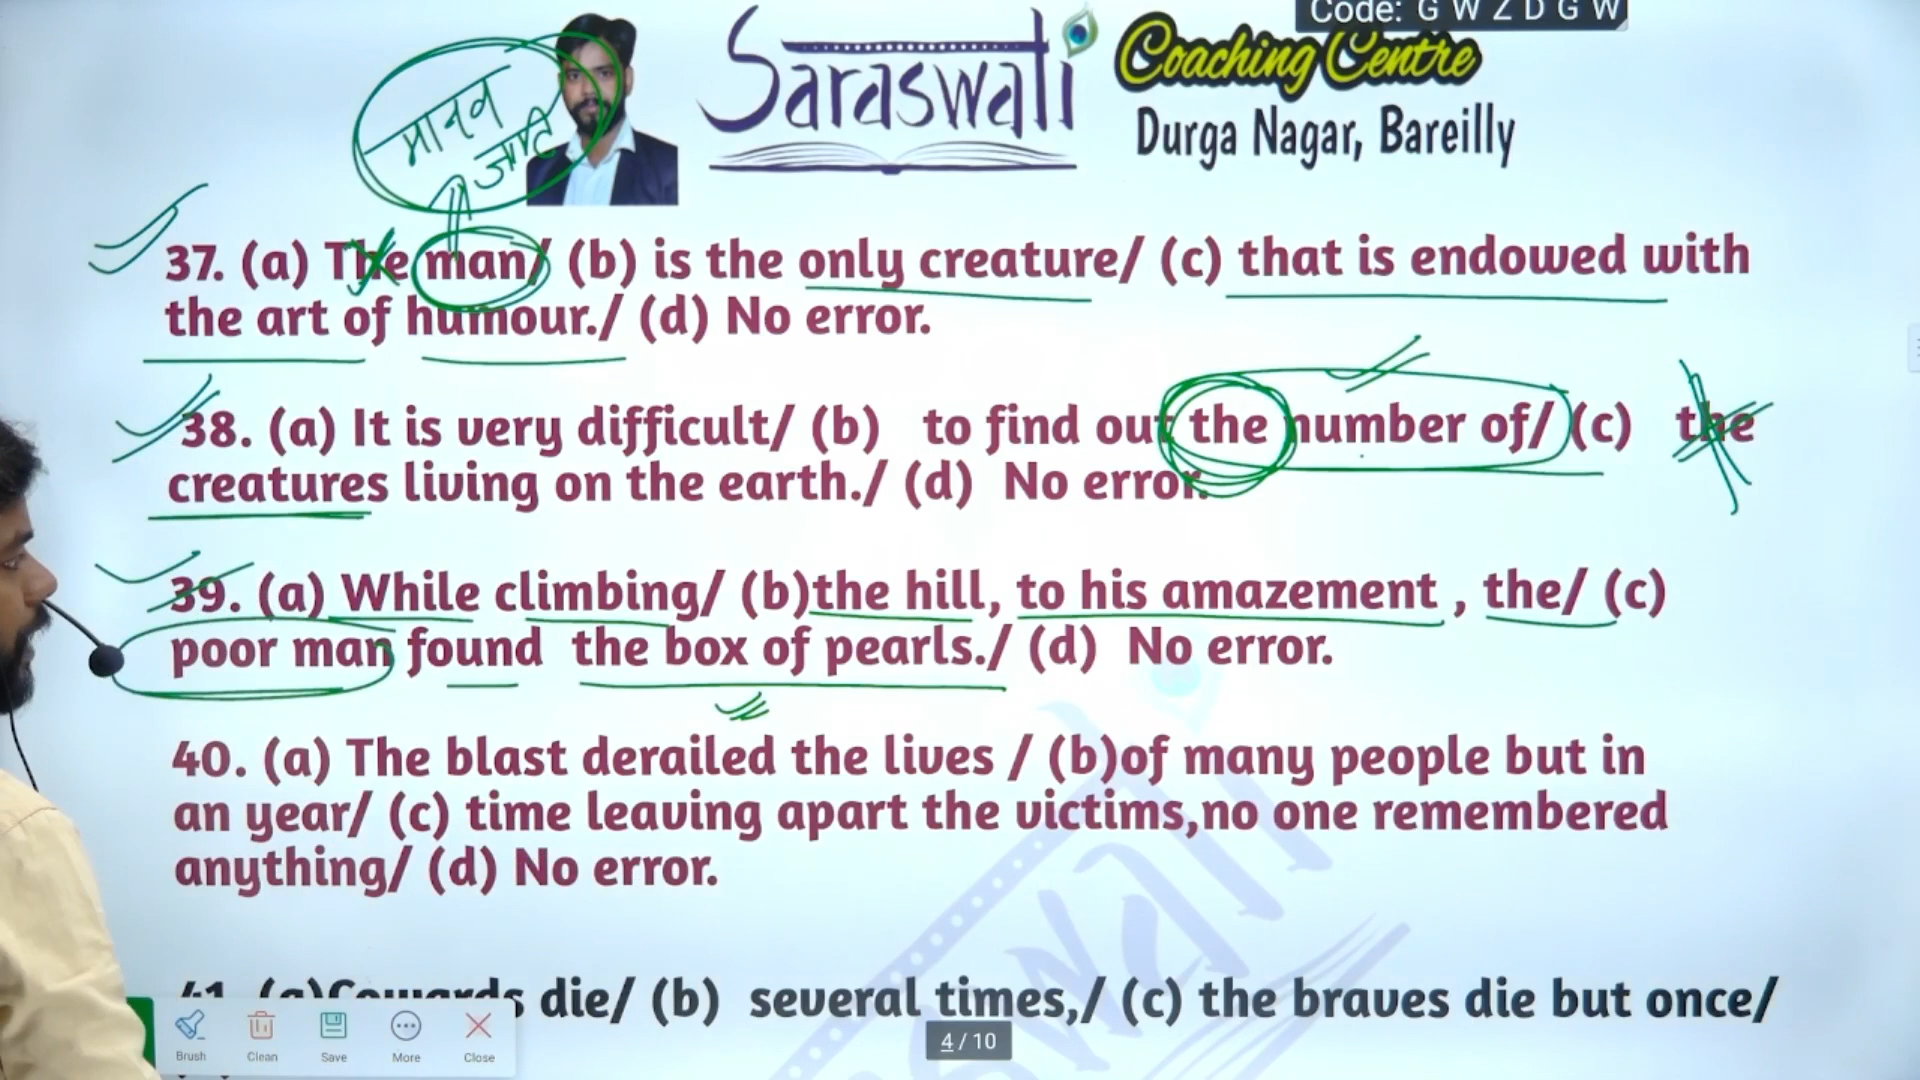 Code: G W Z D G W
Saraswati
Coaching Centre
Durga Nagar, Bareilly
मानव
जाति
37. (a) The man/ (b) is the only creature/ (c) that is endowed with
the art of humour./ (d) No error.
38. (a) It is very difficult/ (b) to find out the number of/ (c) the
creatures living on the earth./ (d) No error.
39. (a) While climbing/ (b)the hill, to his amazement , the/ (c)
poor man found the box of pearls./ (d) No error.
40. (a) The blast derailed the lives / (b)of many people but in
an year/ (c) time leaving apart the victims,no one remembered
anything/ (d) No error.
41. (a)Cowards die/ (b) several times,/ (c) the braves die but once/
Brush Clean Save More Close
4 / 10